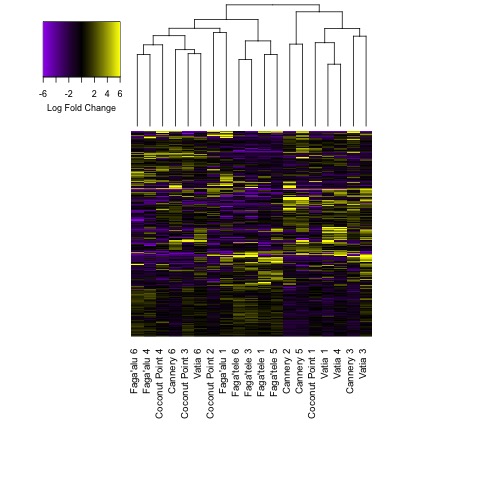 -6 -2 2 4 6
Log Fold Change
Faga'alu 6
Faga'alu 4
Coconut Point 4
Cannery 6
Coconut Point 3
Vatia 6
Coconut Point 2
Faga'alu 1
Faga'tele 6
Faga'tele 3
Faga'tele 1
Faga'tele 5
Cannery 2
Cannery 5
Coconut Point 1
Vatia 1
Vatia 4
Cannery 3
Vatia 3